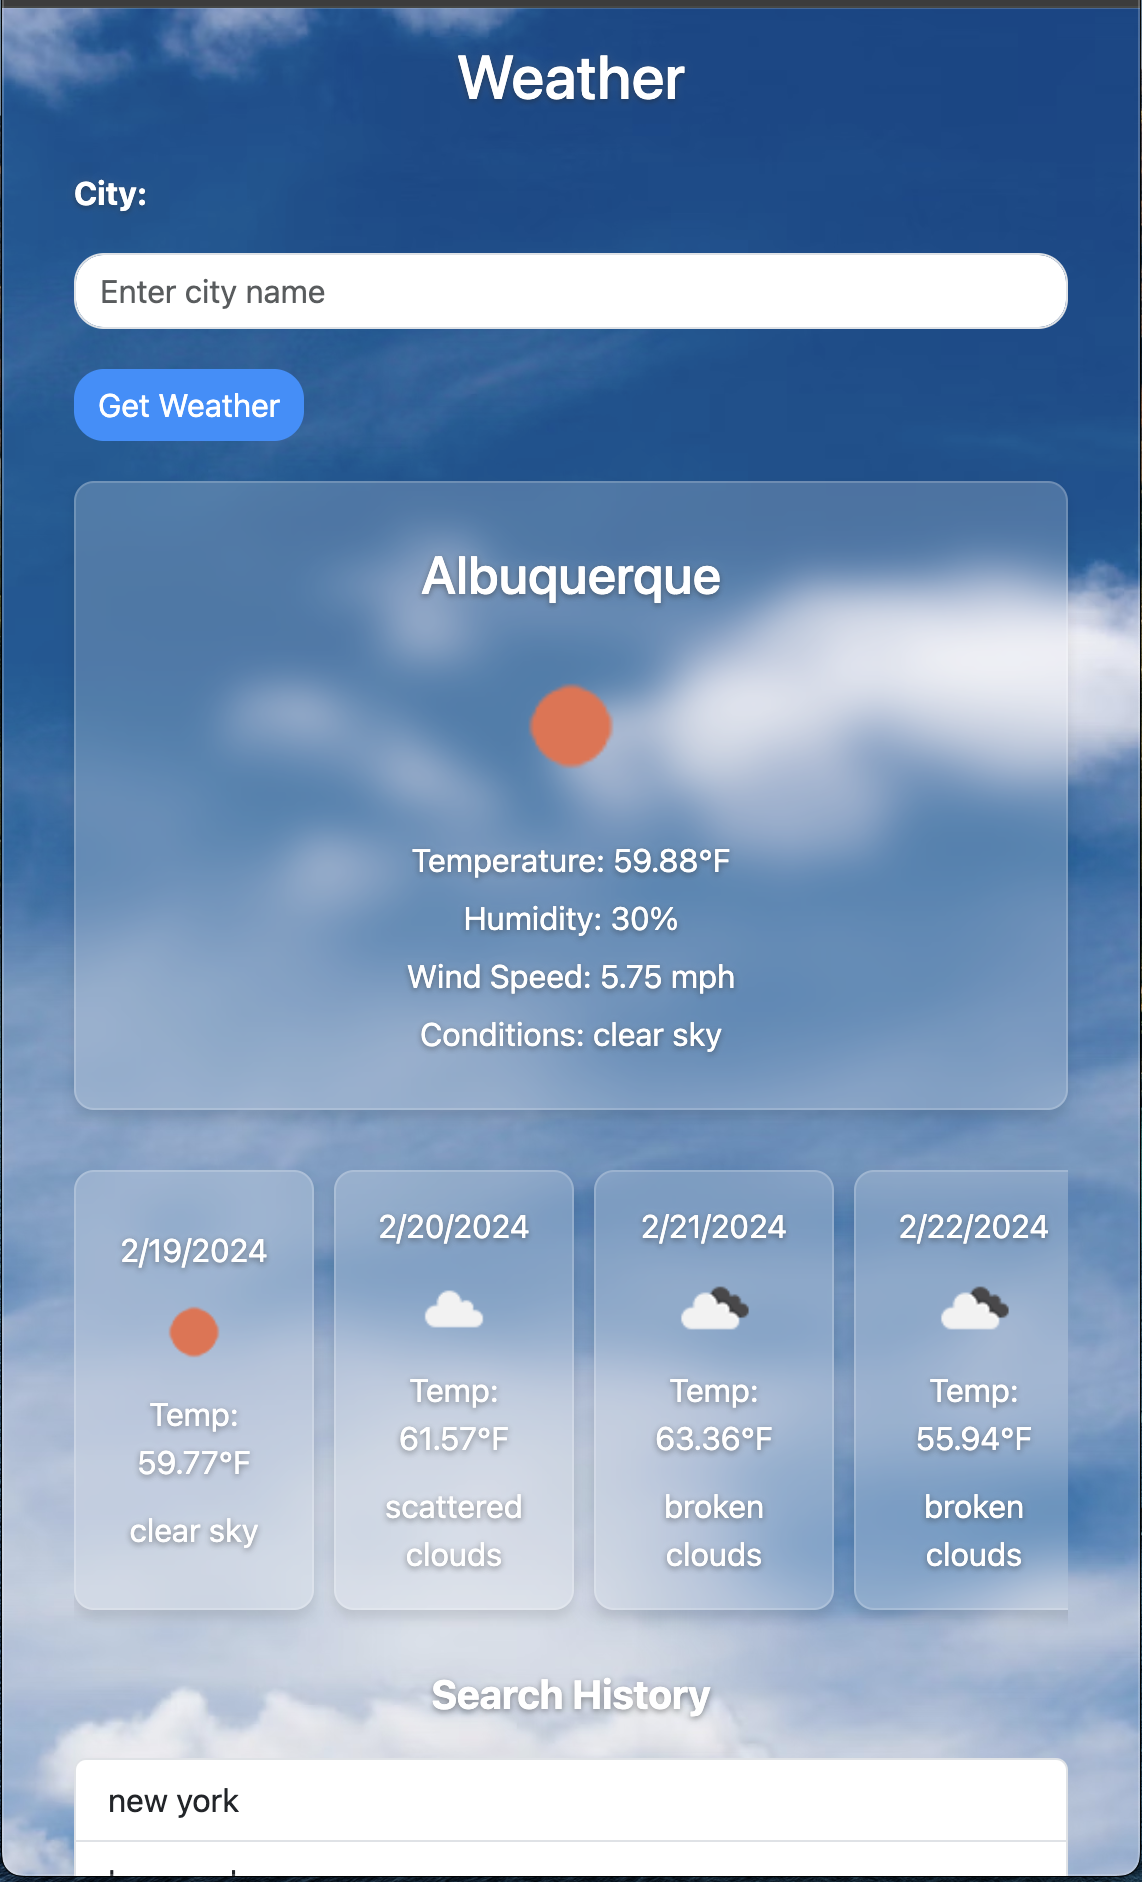 Weather
City:
Enter city name
Get Weather
Albuquerque
Temperature: 59.88°F
Humidity: 30%
Wind Speed: 5.75 mph
Conditions: clear sky
2/19/2024
Temp:
59.77°F
clear sky
2/20/2024
Temp:
61.57°F
scattered
clouds
2/21/2024
Temp:
63.36°F
broken
clouds
2/22/2024
Temp:
55.94°F
broken
clouds
Search History
new york